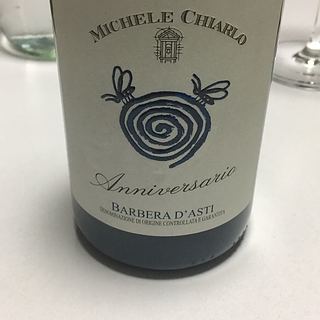 MICHELE CHIARLO
Anniversario
BARBERA D'ASTI
DENOMINAZIONE DI ORIGINE CONTROLLATA E GARANTITA